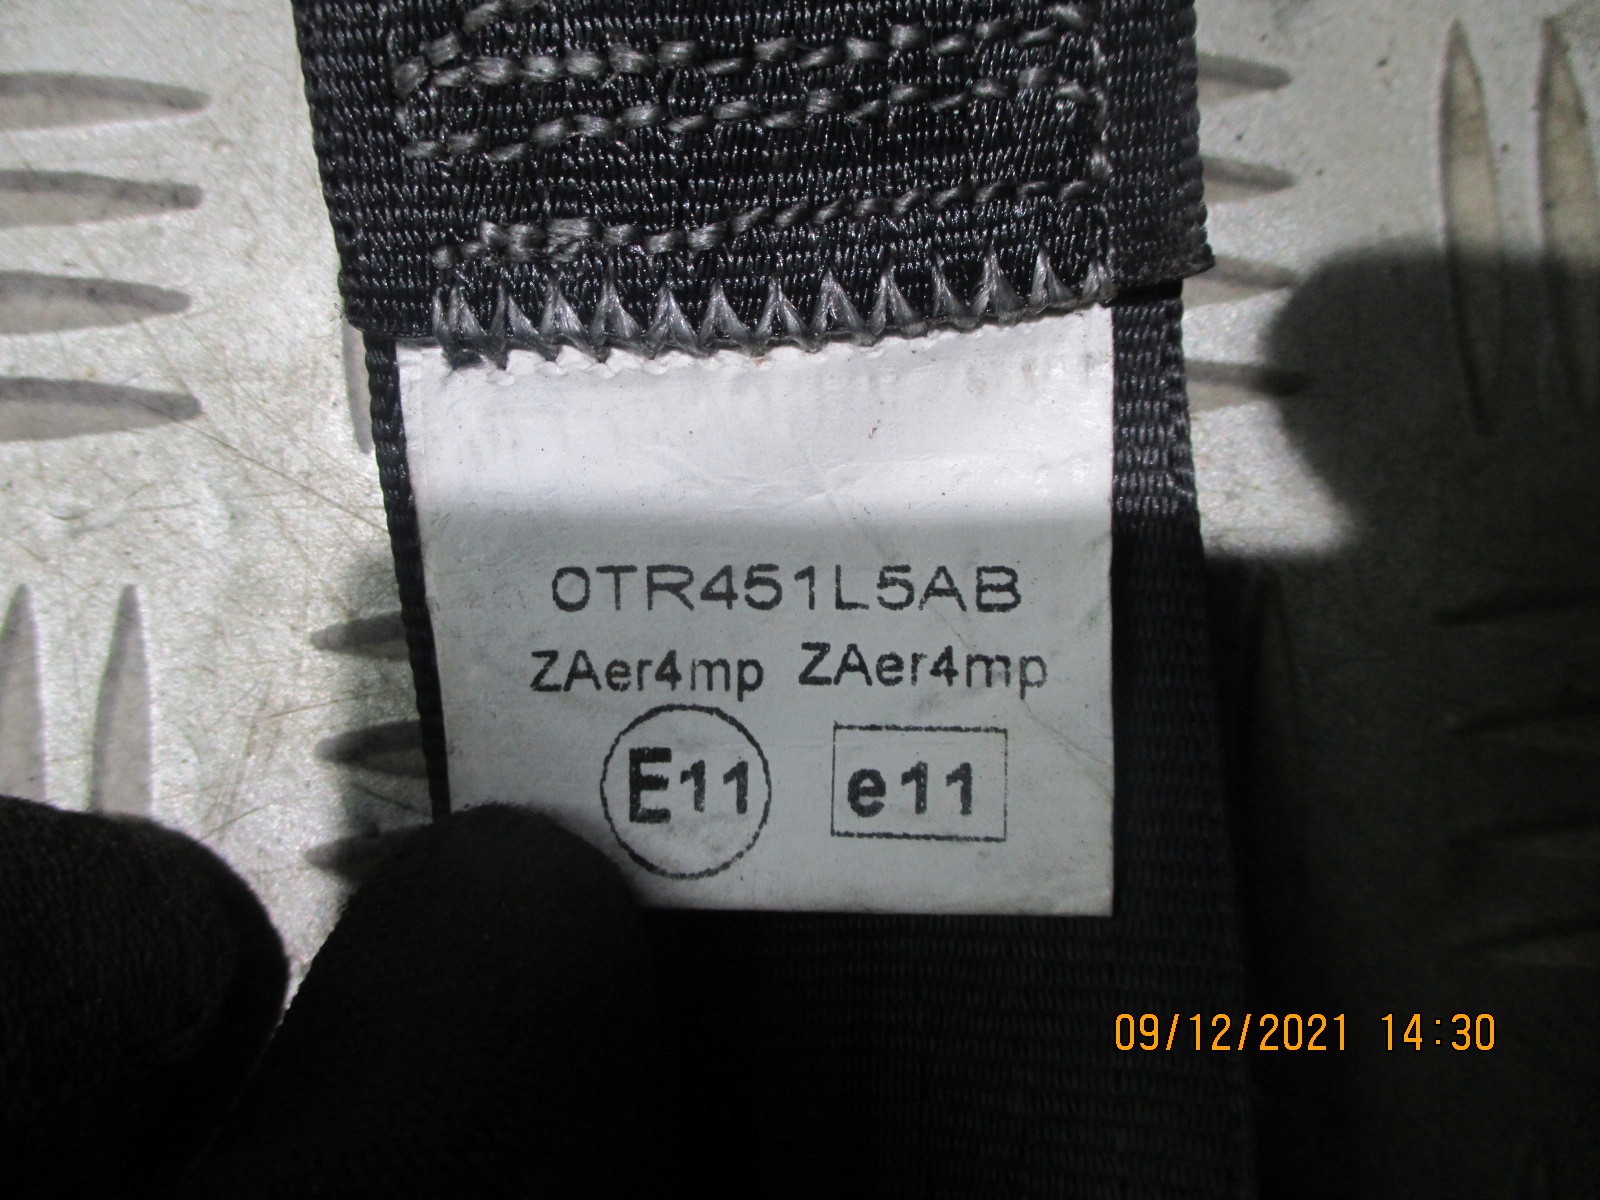 0TR451L5AB
ZAer4mp ZAer4mp
E11 e11
09/12/2021 14:30